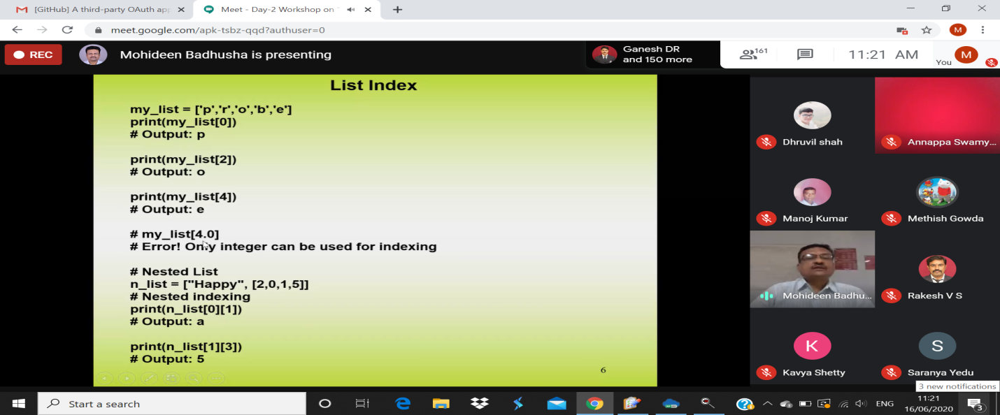 [GitHub] A third-party OAuth app
Meet - Day-2 Workshop on
meet.google.com/apk-tsbz-qqd?authuser=0
M
REC
Mohideen Badhusha is presenting
Ganesh DR
and 150 more
161
11:21 AM
You
M
List Index
my_list = ['p','r','o','b','e']
print(my_list[0])
# Output: p
print(my_list[2])
# Output: o
print(my_list[4])
# Output: e
# my_list[4.0]
# Error! Only integer can be used for indexing
# Nested List
n_list = ["Happy", [2,0,1,5]]
# Nested indexing
print(n_list[0][1])
# Output: a
print(n_list[1][3])
# Output: 5
6
Dhruvil shah
Annappa Swamy...
Manoj Kumar
Methish Gowda
Mohideen Badhu...
Rakesh V S
K
Kavya Shetty
S
Saranya Yedu
3 new notifications
Start a search
ENG
11:21
16/06/2020
3